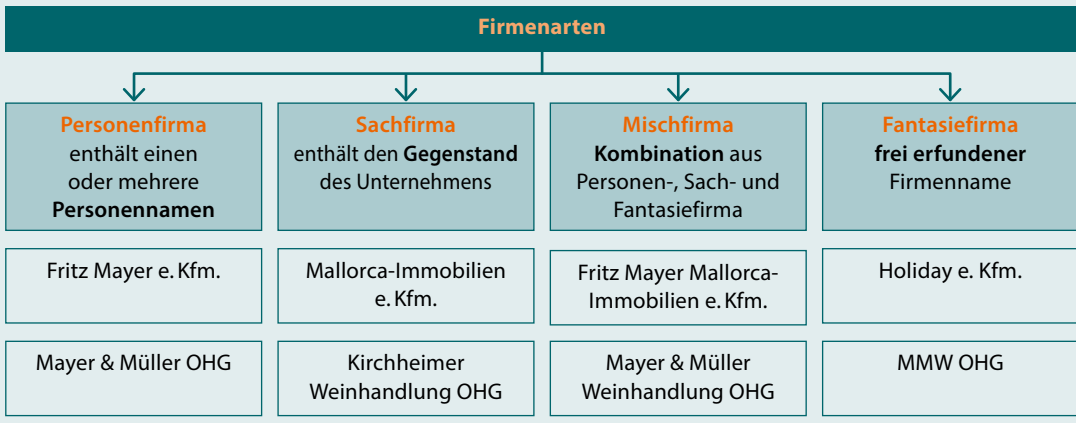 Firmenarten
Personenfirma
enthält einen
oder mehrere
Personennamen
Sachfirma
enthält den Gegenstand
des Unternehmens
Mischfirma
Kombination aus
Personen-, Sach- und
Fantasiefirma
Fantasiefirma
frei erfundener
Firmenname
Fritz Mayer e. Kfm.
Mallorca-Immobilien
e. Kfm.
Fritz Mayer Mallorca-
Immobilien e. Kfm.
Holiday e. Kfm.
Mayer & Müller OHG
Kirchheimer
Weinhandlung OHG
Mayer & Müller
Weinhandlung OHG
MMW OHG